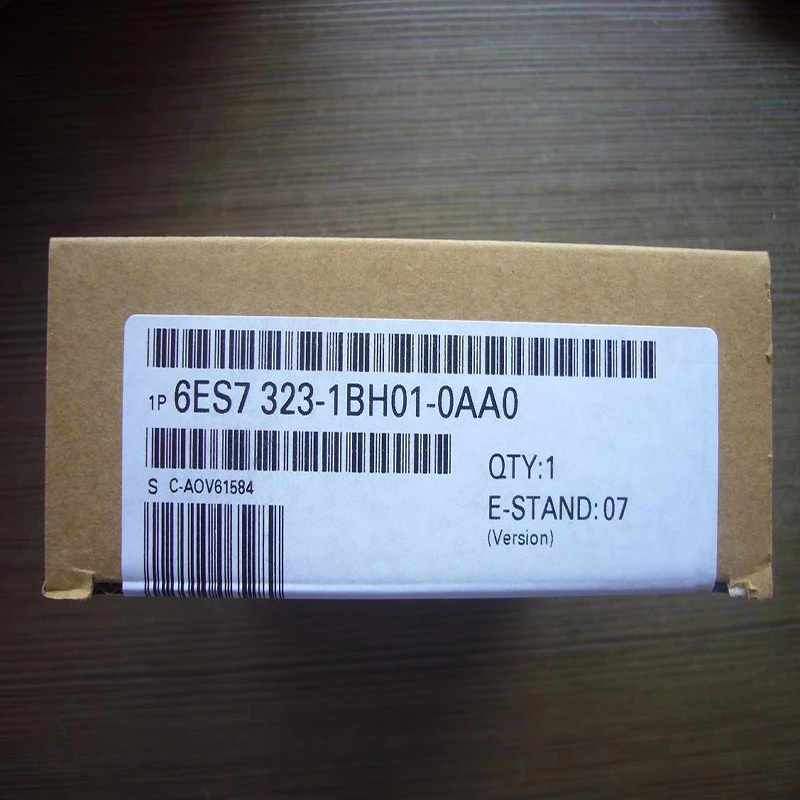 1P 6ES7 323-1BH01-0AA0
S C-AOV61584
QTY:1
E-STAND:07
(Version)